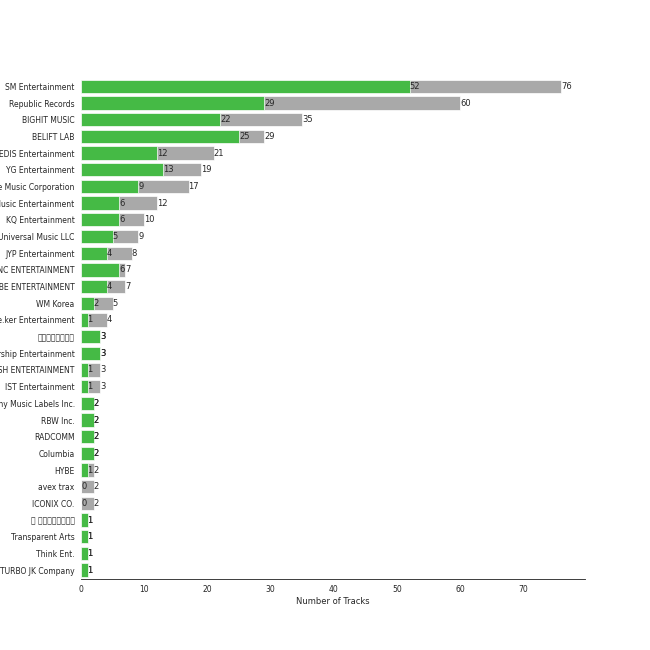 SM Entertainment 52 76
Republic Records 29 60
BIGHIT MUSIC 22 35
BELIFT LAB 25 29
EDIS Entertainment 12 21
YG Entertainment 13 19
e Music Corporation 9 17
usic Entertainment 6 12
KQ Entertainment 6 10
Universal Music LLC 5 9
JYP Entertainment 4 8
NC ENTERTAINMENT 6 7
BE ENTERTAINMENT 4 7
WM Korea 2 5
e.ker Entertainment 1 4
3
rship Entertainment 3
SH ENTERTAINMENT 1 3
IST Entertainment 1 3
ny Music Labels Inc. 2
RBW Inc. 2
RADCOMM 2
Columbia 2
HYBE 1 2
avex trax 0 2
ICONIX CO. 0 2
1
Transparent Arts 1
Think Ent. 1
TURBO JK Company 1
0 10 20 30 40 50 60 70
Number of Tracks